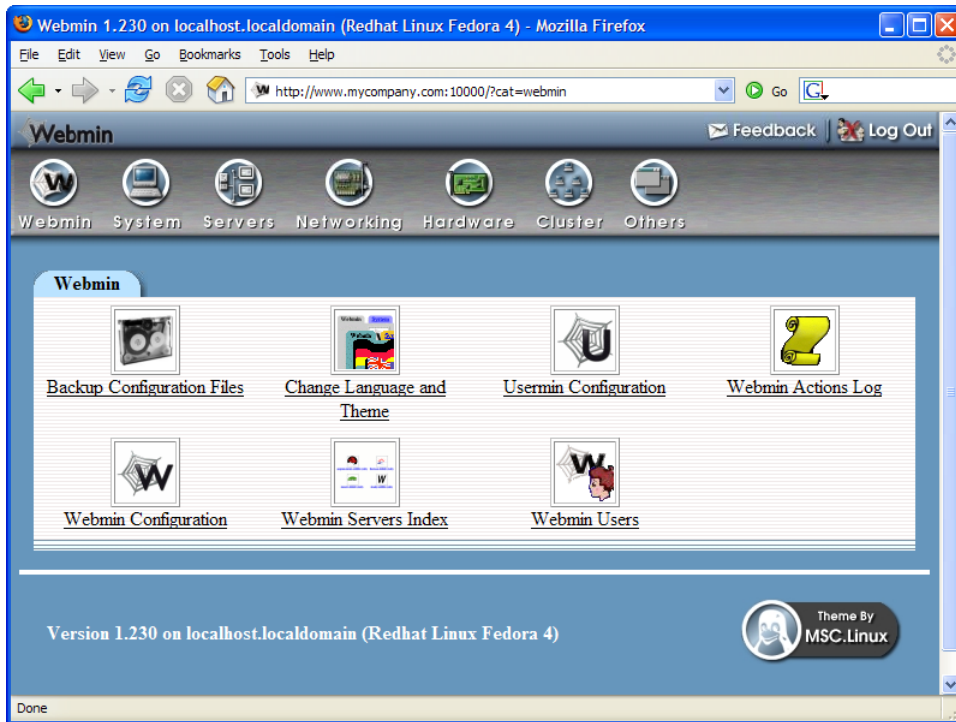 Webmin 1.230 on localhost.localdomain (Redhat Linux Fedora 4) - Mozilla Firefox
File Edit View Go Bookmarks Tools Help
http://www.mycompany.com:10000/?cat=webmin Go G
Webmin Feedback Log Out
W
Webmin System Servers Networking Hardware Cluster Others
Webmin
U
Backup Configuration Files Change Language and Theme Usermin Configuration Webmin Actions Log
W W
Webmin Configuration Webmin Servers Index Webmin Users
Version 1.230 on localhost.localdomain (Redhat Linux Fedora 4)
Theme By
MSC.Linux
Done